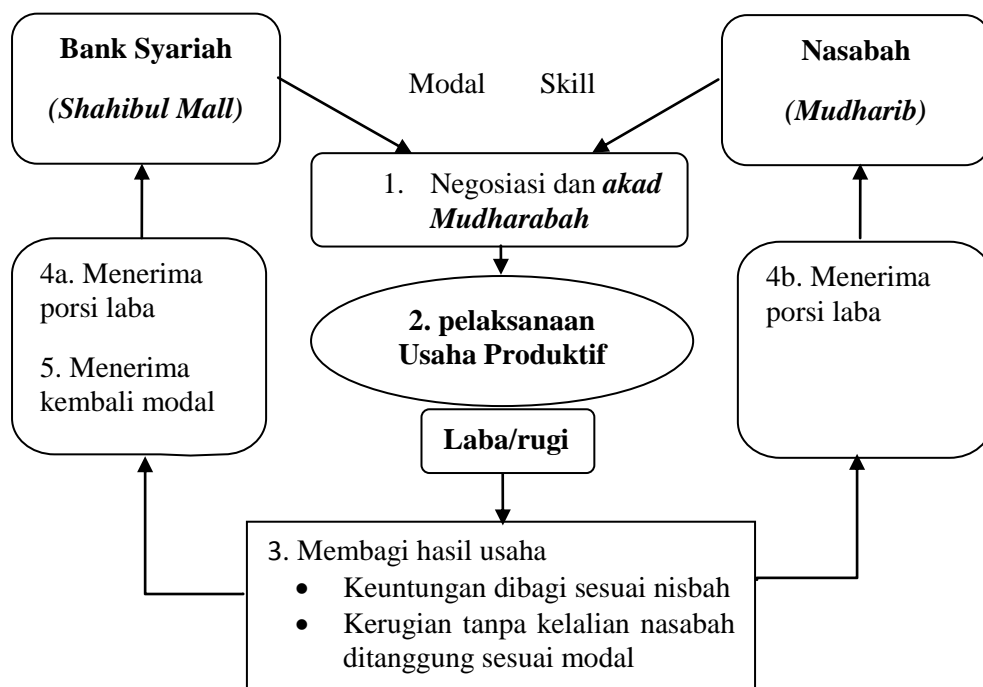 Bank Syariah
(Shahibul Mall)
Modal
Skill
Nasabah
(Mudharib)
1. Negosiasi dan akad
Mudharabah
4a. Menerima
porsi laba
5. Menerima
kembali modal
2. pelaksanaan
Usaha Produktif
4b. Menerima
porsi laba
Laba/rugi
3. Membagi hasil usaha
• Keuntungan dibagi sesuai nisbah
• Kerugian tanpa kelalian nasabah
ditanggung sesuai modal